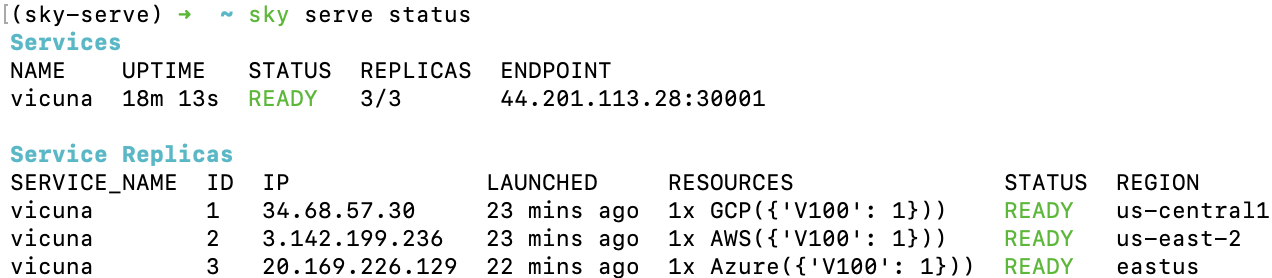 [(sky-serve) ➜  ~ sky serve status
Services
NAME    UPTIME   STATUS  REPLICAS  ENDPOINT
vicuna  18m 13s  READY   3/3       44.201.113.28:30001
Service Replicas
SERVICE_NAME  ID  IP              LAUNCHED     RESOURCES               STATUS  REGION
vicuna        1   34.68.57.30     23 mins ago  1x GCP({'V100': 1}))    READY   us-central1
vicuna        2   3.142.199.236   23 mins ago  1x AWS({'V100': 1}))    READY   us-east-2
vicuna        3   20.169.226.129  22 mins ago  1x Azure({'V100': 1}))  READY   eastus